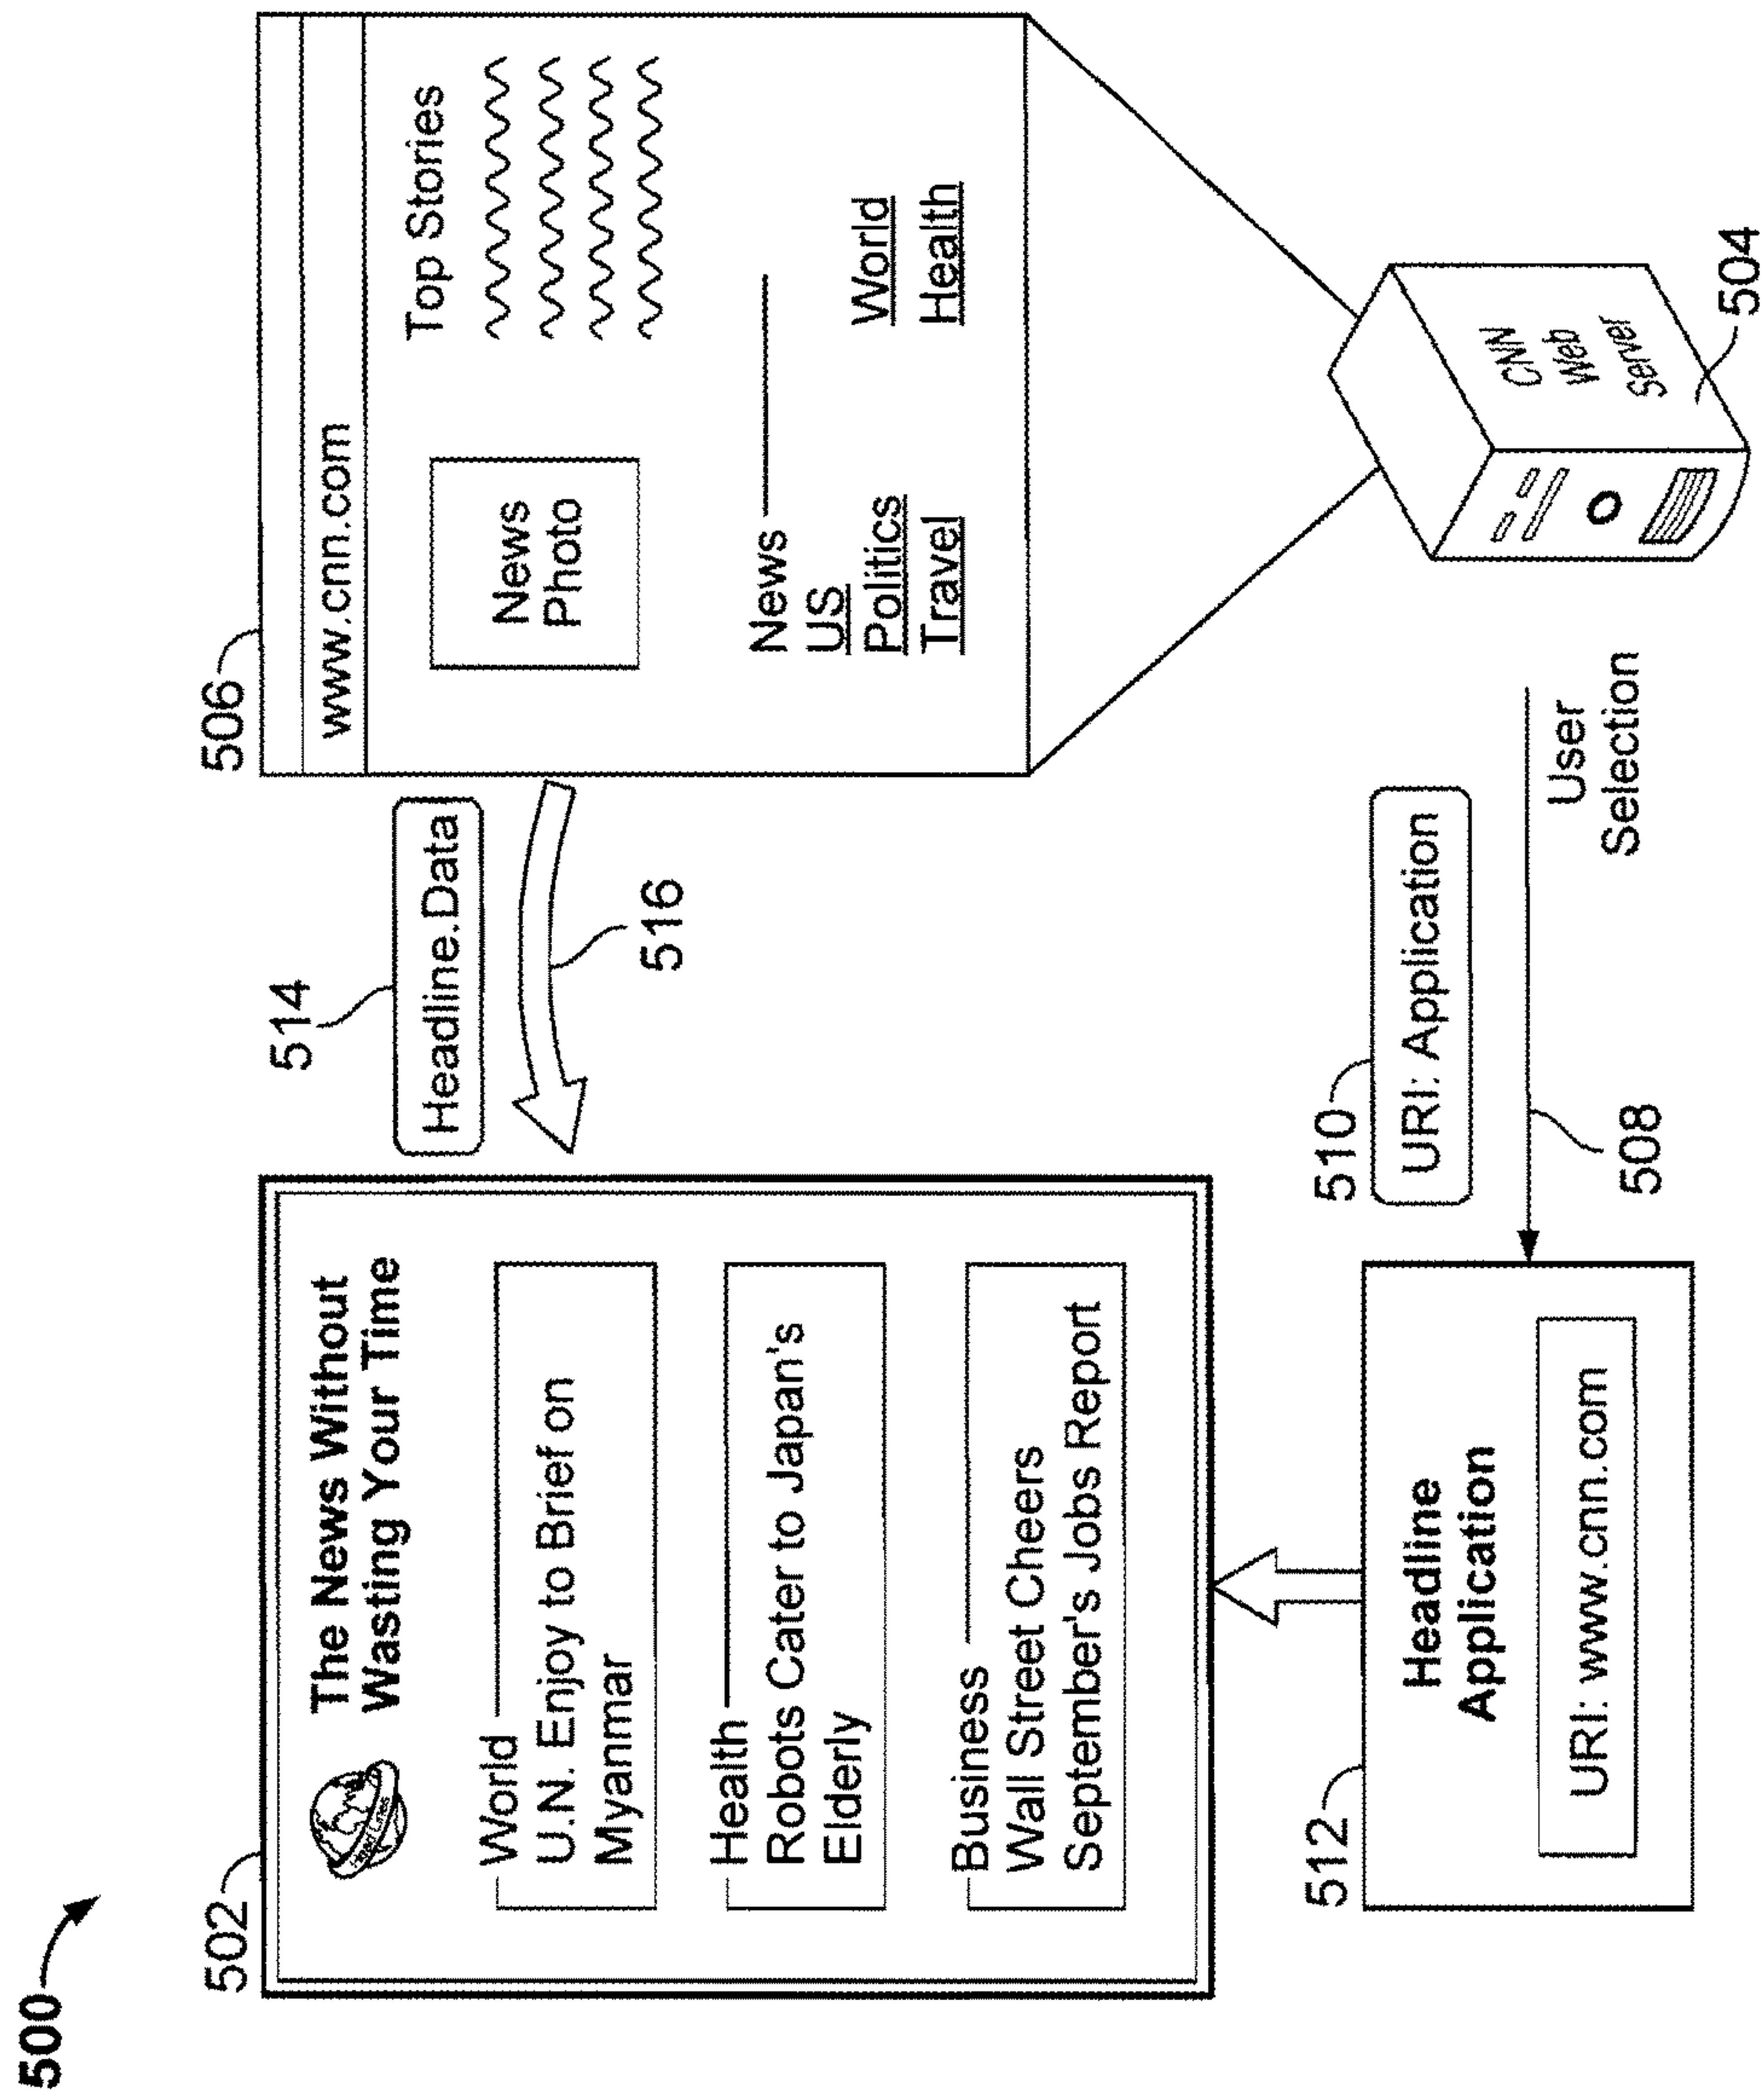 500
502
The News Without
Wasting Your Time
World
U.N. Enjoy to Brief on
Myanmar
Health
Robots Cater to Japan's
Elderly
Business
Wall Street Cheers
September's Jobs Report
514
Headline.Data
516
506
www.cnn.com
News
Photo
Top Stories
News
US
Politics
Travel
World
Health
512
Headline
Application
URI: www.cnn.com
510
URI: Application
508
User
Selection
CNN
Web
Server
504